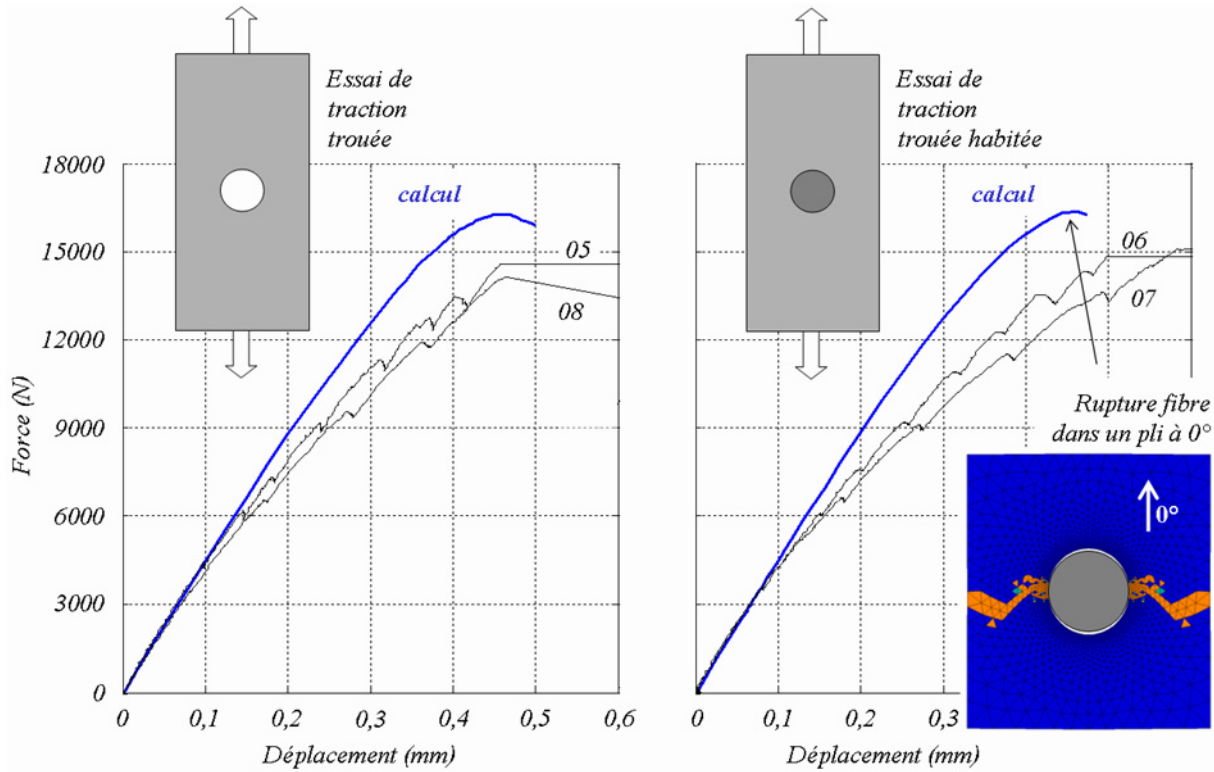 Essai de
traction
trouée
18000
15000
12000
9000
6000
3000
0
Force (N)
calcul
05
08
0
0,1
0,2
0,3
0,4
0,5
0,6
Déplacement (mm)
Essai de
traction
trouée habitée
calcul
06
07
Rupture fibre
dans un pli à 0°
0°
0
0,1
0,2
0,3
Déplacement (mm)